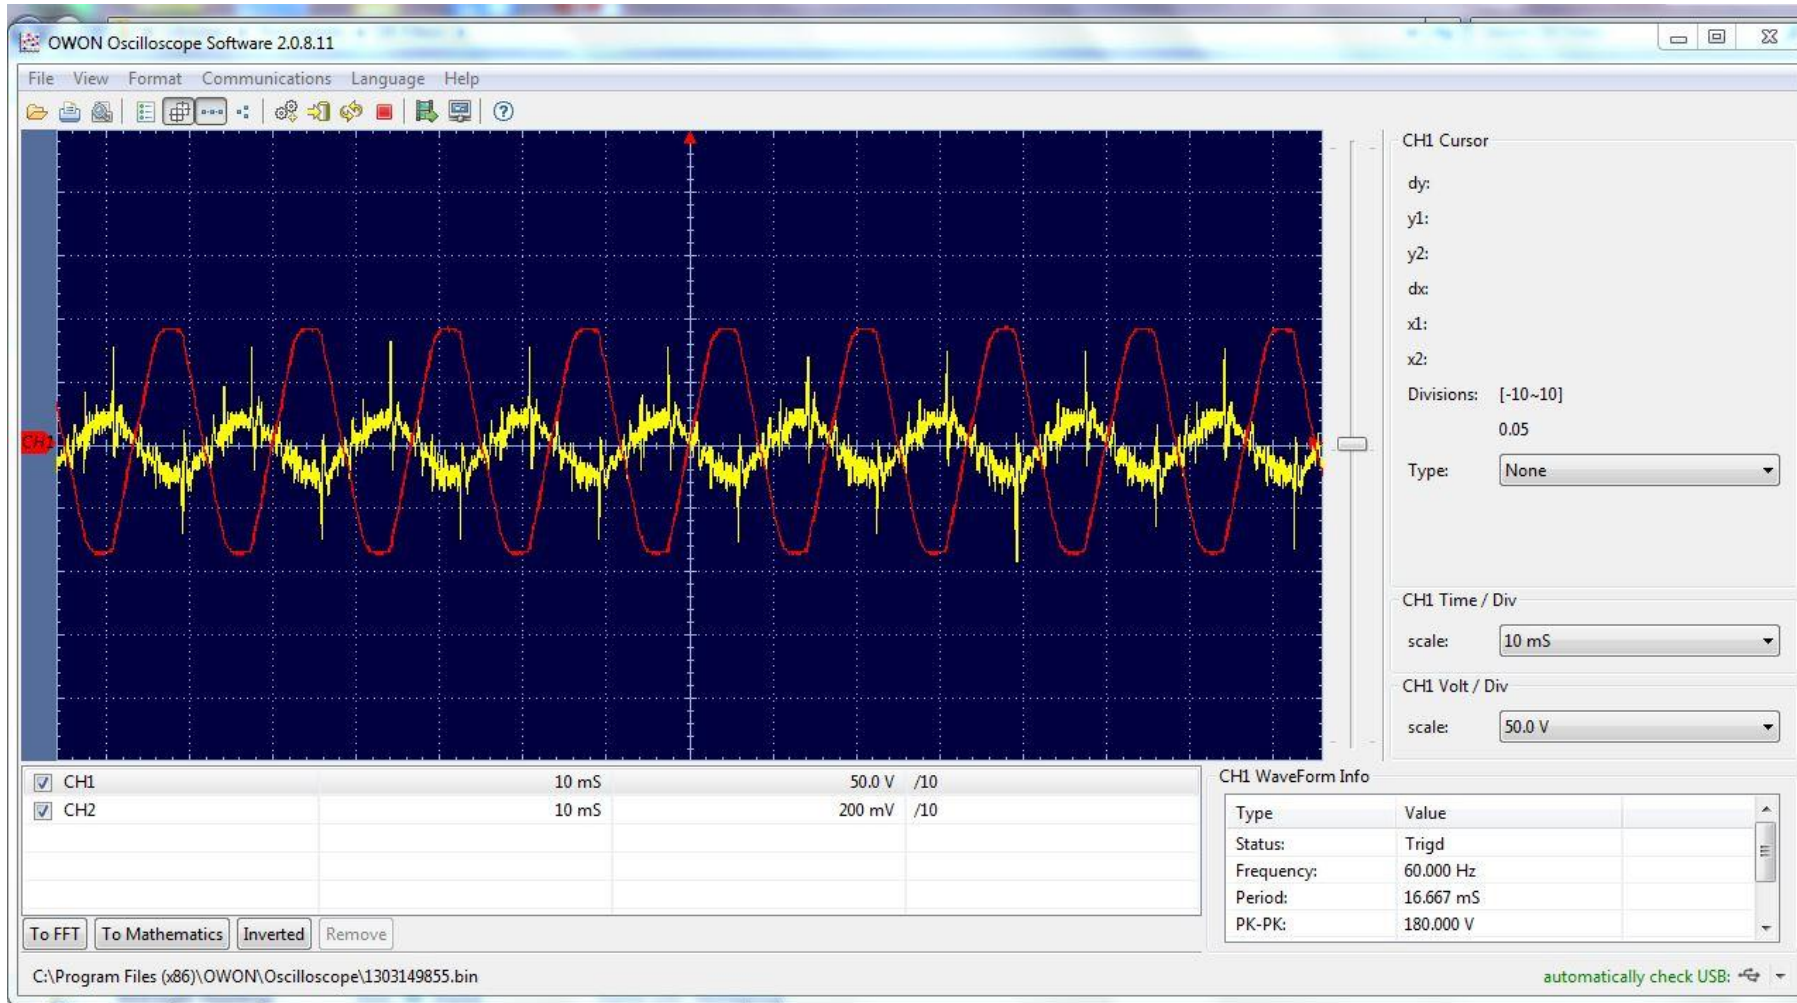 OWON Oscilloscope Software 2.0.8.11
File View Format Communications Language Help
CH1 Cursor
dy:
y1:
y2:
dx:
x1:
x2:
Divisions: [-10~10]
0.05
Type: None
CH1
CH1 Time / Div
scale: 10 mS
CH1 Volt / Div
scale: 50.0 V
CH1 10 mS 50.0 V /10
CH2 10 mS 200 mV /10
CH1 WaveForm Info
Type Value
Status: Trigd
Frequency: 60.000 Hz
Period: 16.667 mS
PK-PK: 180.000 V
To FFT To Mathematics Inverted Remove
C:\Program Files (x86)\OWON\Oscilloscope\1303149855.bin
automatically check USB: